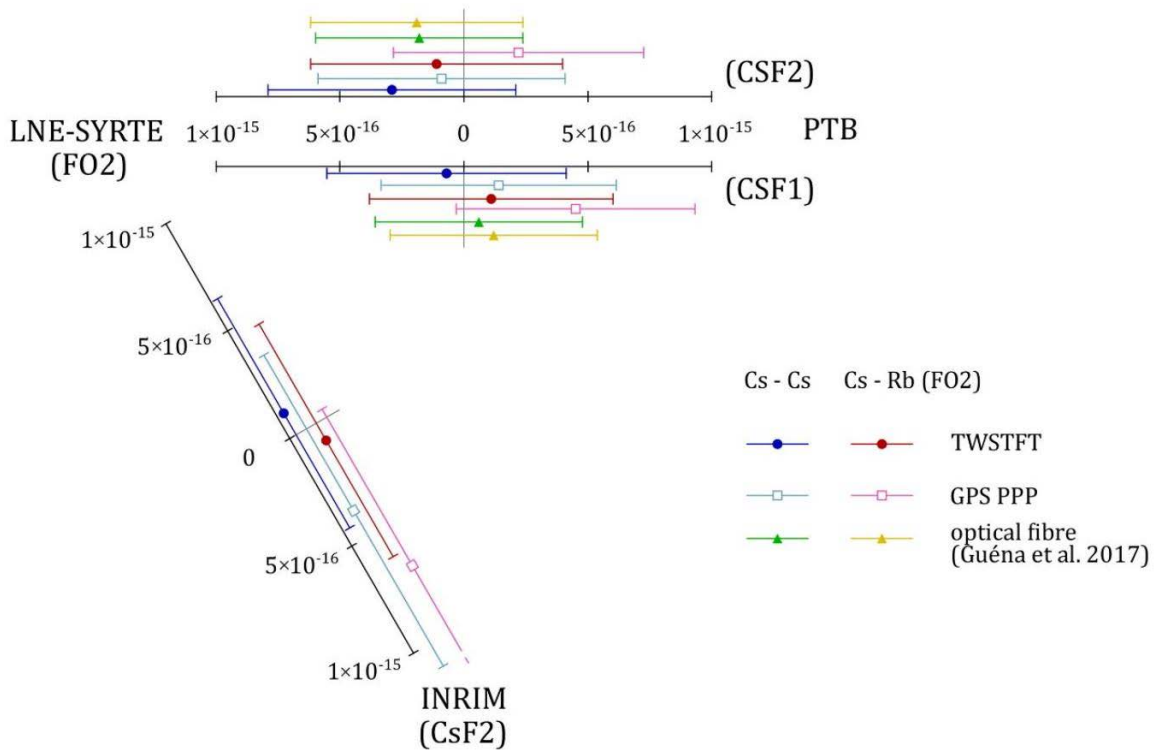 (CSF2)
LNE-SYRTE
(FO2)
1×10⁻¹⁵ 5×10⁻¹⁶ 0 5×10⁻¹⁶ 1×10⁻¹⁵ PTB
(CSF1)
1×10⁻¹⁵
5×10⁻¹⁶
0
5×10⁻¹⁶
1×10⁻¹⁵
INRIM
(CsF2)
Cs - Cs Cs - Rb (FO2)
TWSTFT
GPS PPP
optical fibre
(Guéna et al. 2017)